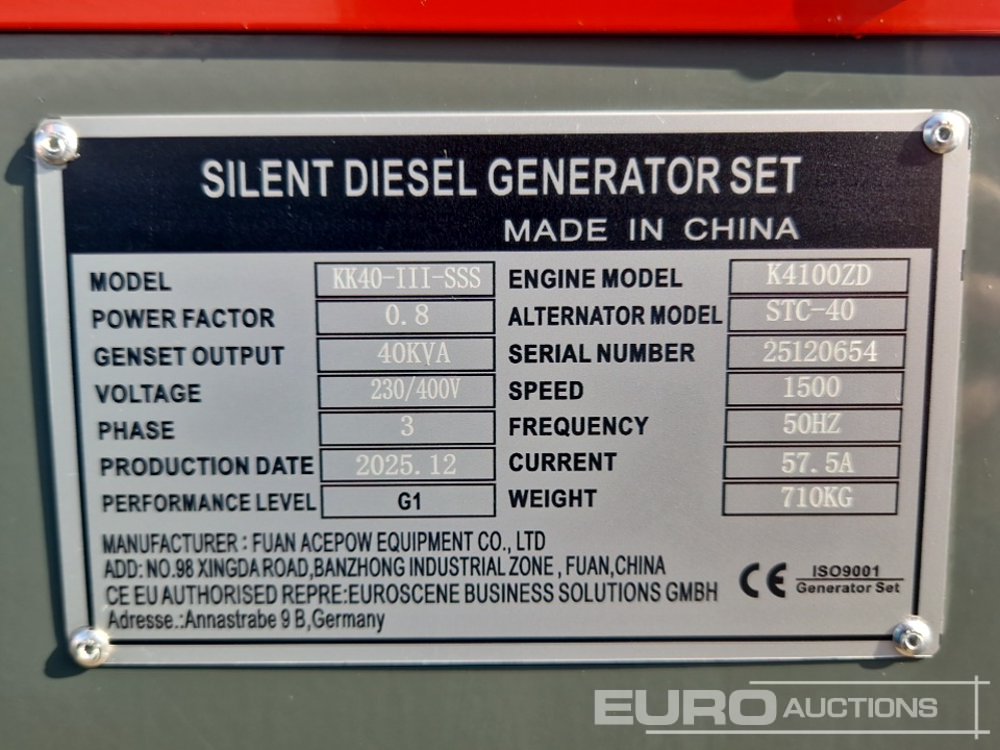 SILENT DIESEL GENERATOR SET
MADE IN CHINA
MODEL KK40-III-SSS ENGINE MODEL K4100ZD
POWER FACTOR 0.8 ALTERNATOR MODEL STC-40
GENSET OUTPUT 40KVA SERIAL NUMBER 25120654
VOLTAGE 230/400V SPEED 1500
PHASE 3 FREQUENCY 50HZ
PRODUCTION DATE 2025.12 CURRENT 57.5A
PERFORMANCE LEVEL G1 WEIGHT 710KG
MANUFACTURER : FUAN ACEPOW EQUIPMENT CO., LTD
ADD: NO.98 XINGDA ROAD,BANZHONG INDUSTRIAL ZONE , FUAN,CHINA
CE EU AUTHORISED REPRE:EUROSCENE BUSINESS SOLUTIONS GMBH
Adresse.:Annastrabe 9 B,Germany
CE ISO9001
Generator Set
EURO AUCTIONS